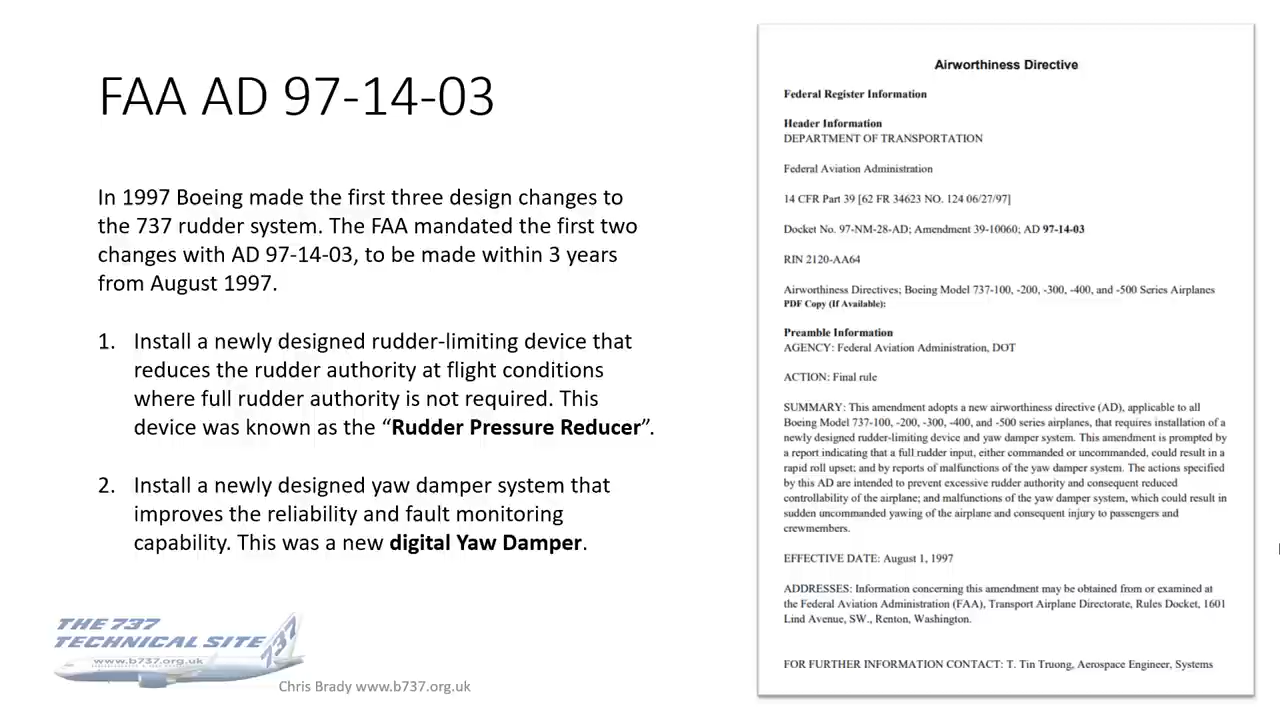 FAA AD 97-14-03
In 1997 Boeing made the first three design changes to
the 737 rudder system. The FAA mandated the first two
changes with AD 97-14-03, to be made within 3 years
from August 1997.
1. Install a newly designed rudder-limiting device that
reduces the rudder authority at flight conditions
where full rudder authority is not required. This
device was known as the “Rudder Pressure Reducer”.
2. Install a newly designed yaw damper system that
improves the reliability and fault monitoring
capability. This was a new digital Yaw Damper.
THE 737
TECHNICAL SITE
www.b737.org.uk
737
Chris Brady www.b737.org.uk
Airworthiness Directive
Federal Register Information
Header Information
DEPARTMENT OF TRANSPORTATION
Federal Aviation Administration
14 CFR Part 39 [62 FR 34623 NO. 124 06/27/97]
Docket No. 97-NM-28-AD; Amendment 39-10060; AD 97-14-03
RIN 2120-AA64
Airworthiness Directives; Boeing Model 737-100, -200, -300, -400, and -500 Series Airplanes
PDF Copy (If Available):
Preamble Information
AGENCY: Federal Aviation Administration, DOT
ACTION: Final rule
SUMMARY: This amendment adopts a new airworthiness directive (AD), applicable to all
Boeing Model 737-100, -200, -300, -400, and -500 series airplanes, that requires installation of a
newly designed rudder-limiting device and yaw damper system. This amendment is prompted by
a report indicating that a full rudder input, either commanded or uncommanded, could result in a
rapid roll upset; and by reports of malfunctions of the yaw damper system. The actions specified
by this AD are intended to prevent excessive rudder authority and consequent reduced
controllability of the airplane; and malfunctions of the yaw damper system, which could result in
sudden uncommanded yawing of the airplane and consequent injury to passengers and
crewmembers.
EFFECTIVE DATE: August 1, 1997
ADDRESSES: Information concerning this amendment may be obtained from or examined at
the Federal Aviation Administration (FAA), Transport Airplane Directorate, Rules Docket, 1601
Lind Avenue, SW., Renton, Washington.
FOR FURTHER INFORMATION CONTACT: T. Tin Truong, Aerospace Engineer, Systems